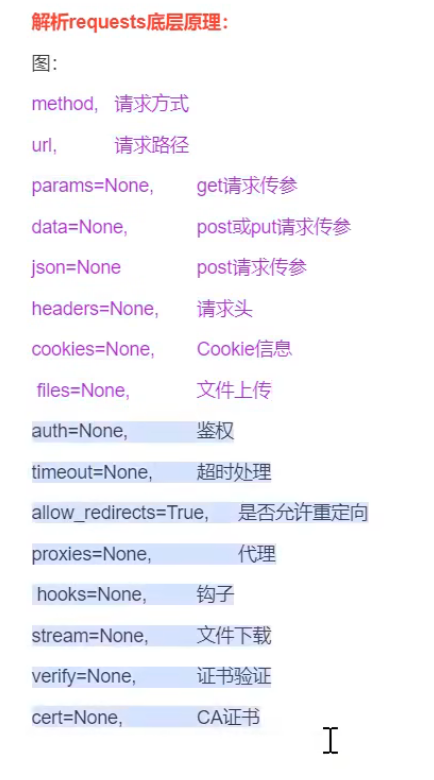 解析requests底层原理：
图：
method, 请求方式
url, 请求路径
params=None, get请求传参
data=None, post或put请求传参
json=None post请求传参
headers=None, 请求头
cookies=None, Cookie信息
files=None, 文件上传
auth=None, 鉴权
timeout=None, 超时处理
allow_redirects=True, 是否允许重定向
proxies=None, 代理
hooks=None, 钩子
stream=None, 文件下载
verify=None, 证书验证
cert=None, CA证书